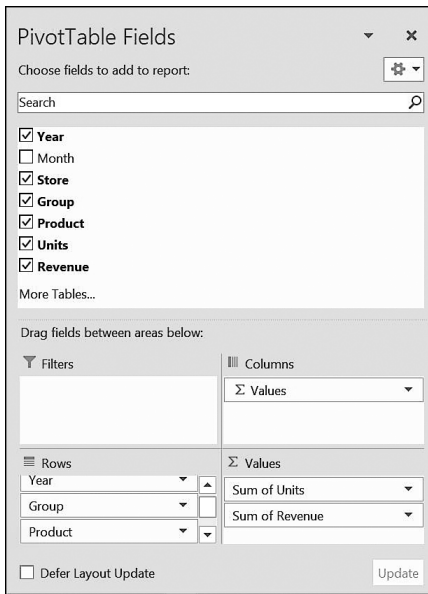 PivotTable Fields
Choose fields to add to report:
Search
Year
Month
Store
Group
Product
Units
Revenue
More Tables...
Drag fields between areas below:
Filters
Columns
Σ Values
Rows
Σ Values
Year
Group
Product
Sum of Units
Sum of Revenue
Defer Layout Update
Update